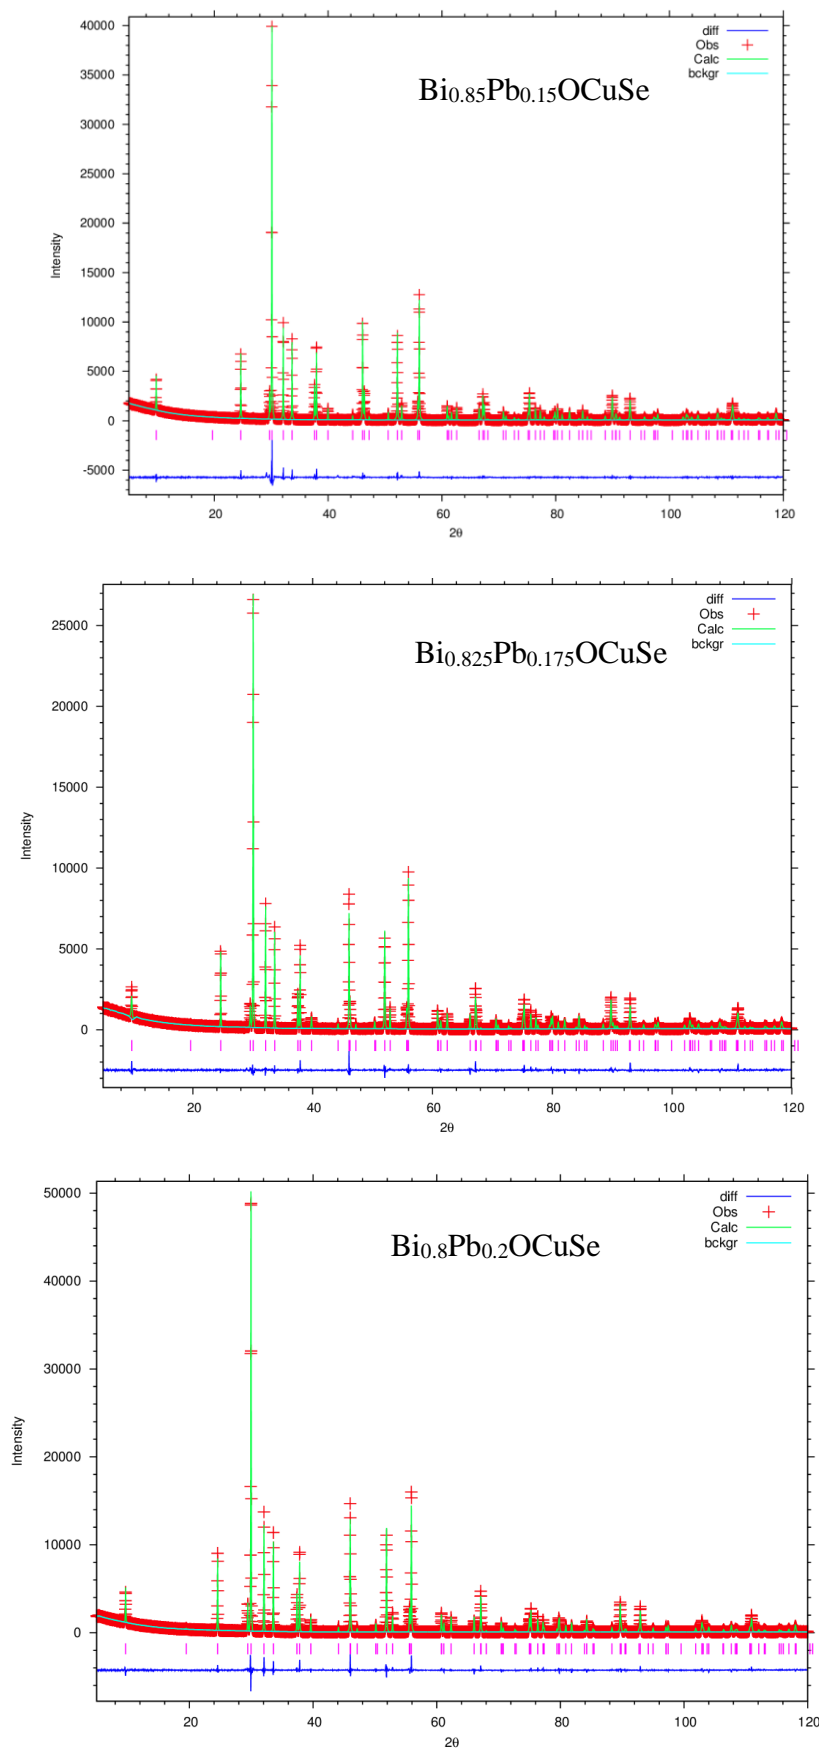 40000
35000
30000
25000
20000
15000
10000
5000
0
-5000
Intensity
diff
Obs
Calc
bckgr
Bi0.85Pb0.15OCuSe
20 40 60 80 100 120
2θ
25000
20000
15000
10000
5000
0
Intensity
diff
Obs
Calc
bckgr
Bi0.825Pb0.175OCuSe
20 40 60 80 100 120
2θ
50000
40000
30000
20000
10000
0
Intensity
diff
Obs
Calc
bckgr
Bi0.8Pb0.2OCuSe
20 40 60 80 100 120
2θ